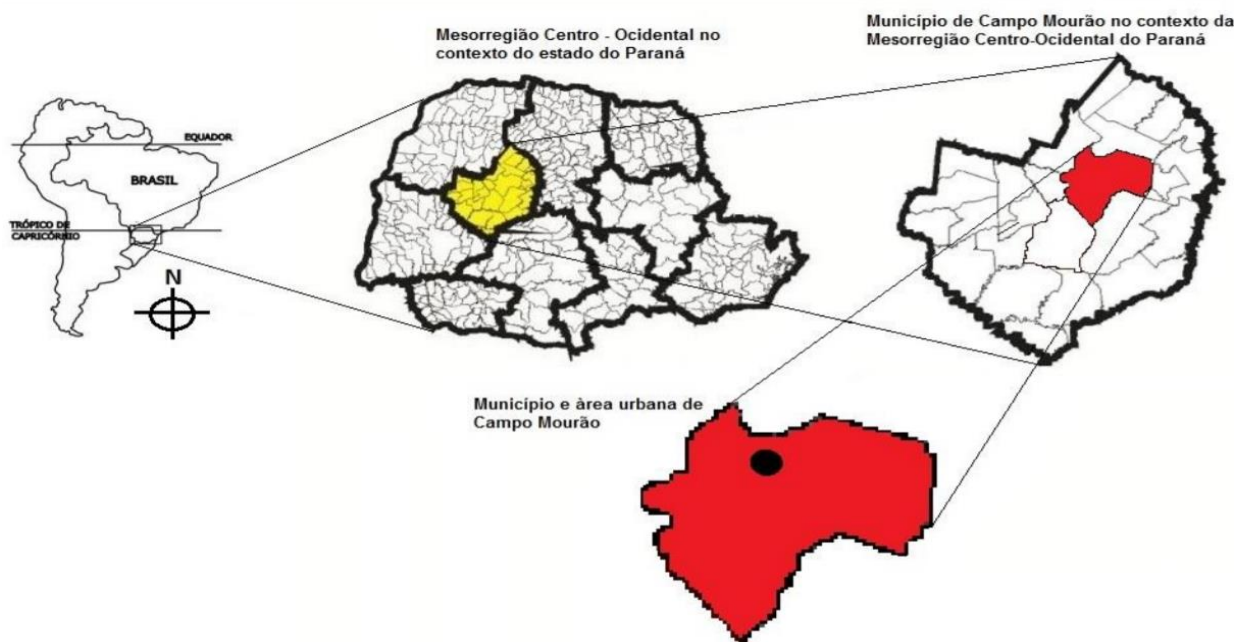 Mesorregião Centro - Ocidental no
contexto do estado do Paraná
Município de Campo Mourão no contexto da
Mesorregião Centro-Ocidental do Paraná
EQUADOR
BRASIL
TRÓPICO DE
CAPRICÓRNIO
N
Município e àrea urbana de
Campo Mourão